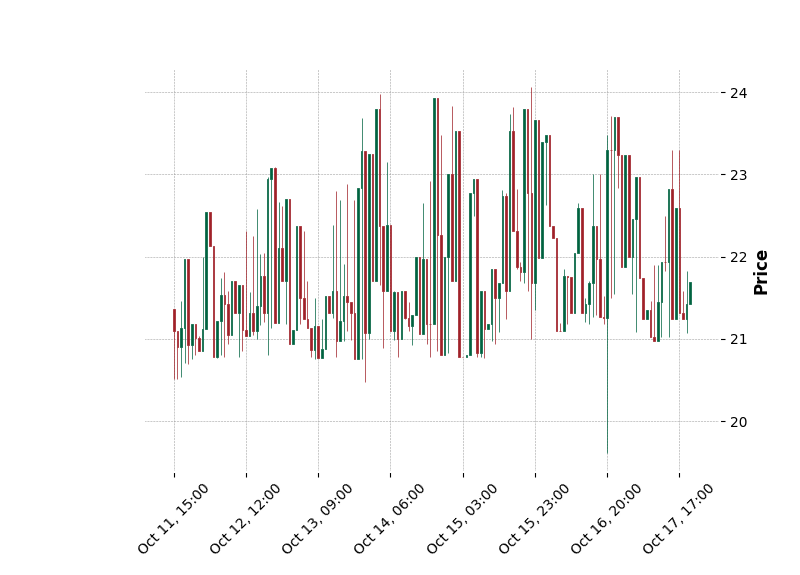 24
23
22
21
20
Price
Oct 11, 15:00
Oct 12, 12:00
Oct 13, 09:00
Oct 14, 06:00
Oct 15, 03:00
Oct 15, 23:00
Oct 16, 20:00
Oct 17, 17:00